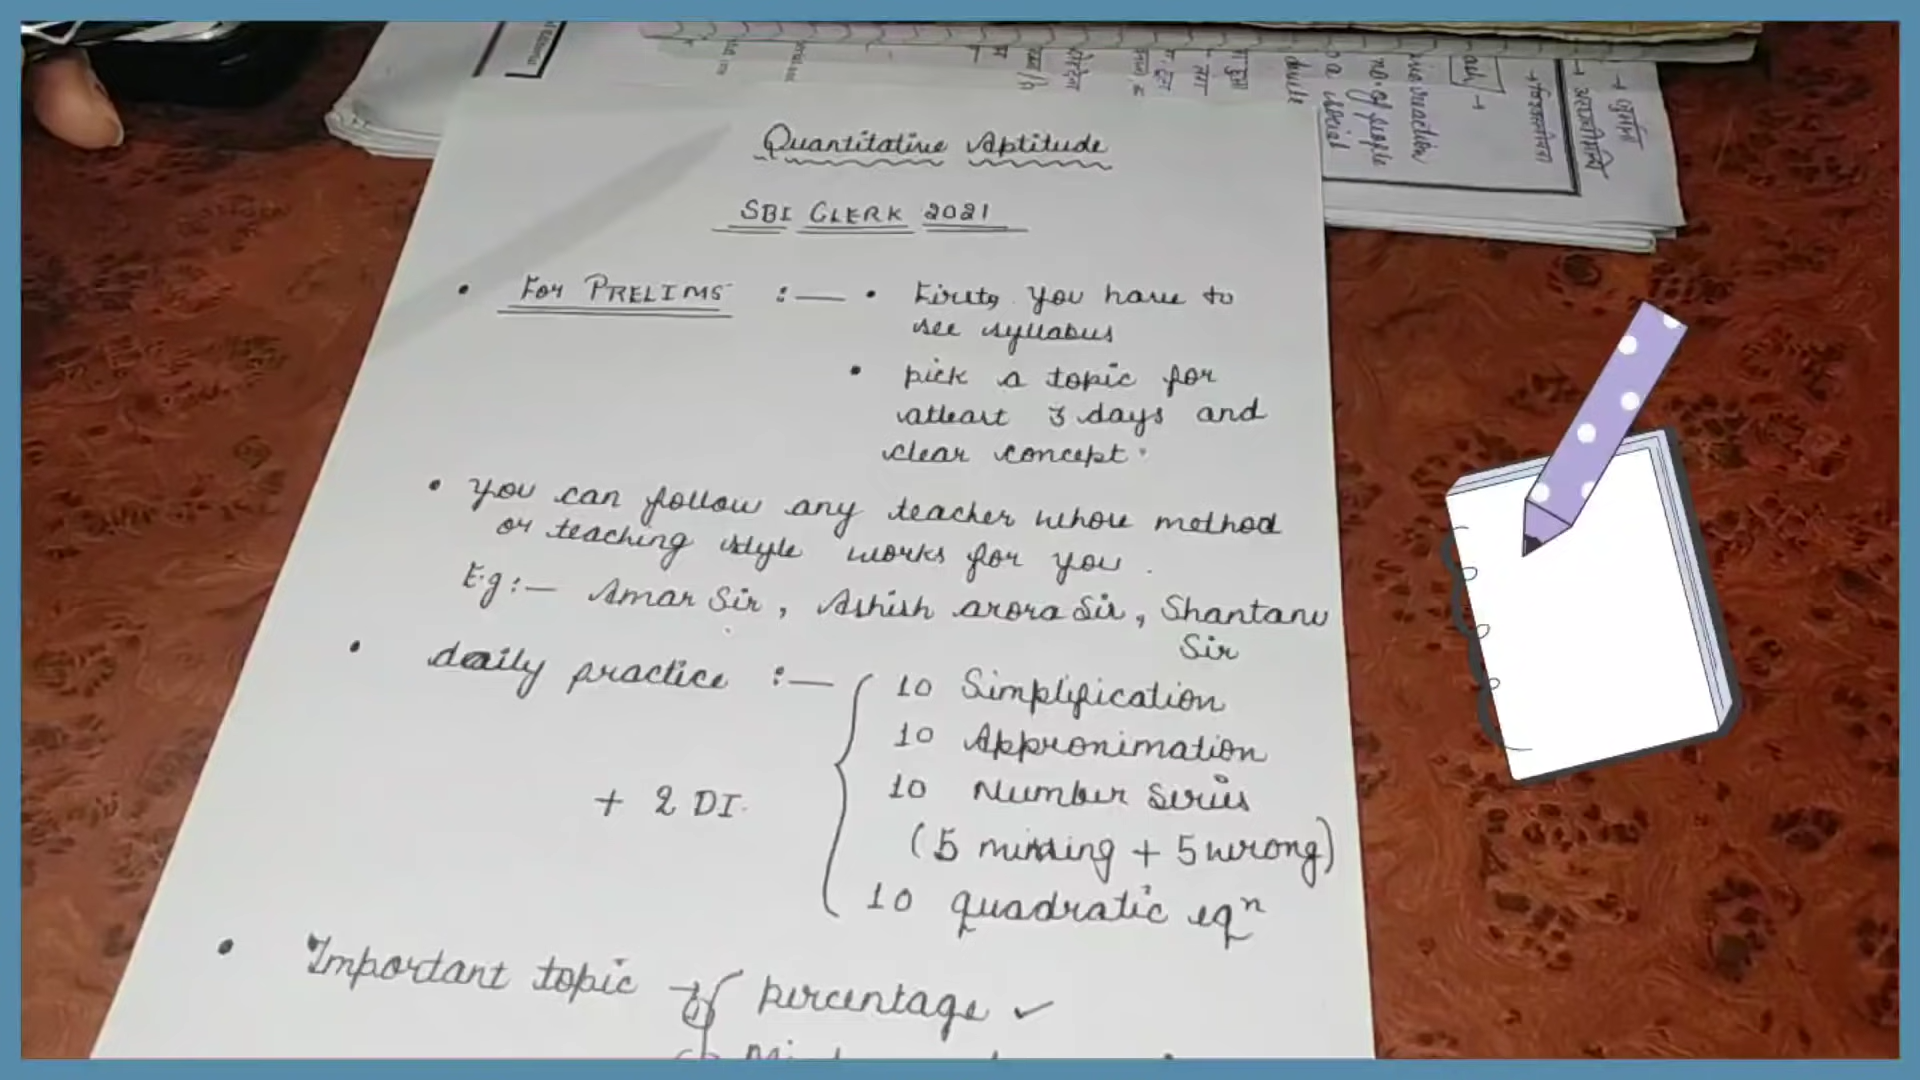 Quantitative Aptitude
SBI CLERK 2021
• For PRELIMS :— • Firstly you have to
see syllabus
• pick a topic for
atleast 3 days and
clear concept.
• you can follow any teacher whose method
or teaching style works for you.
E.g :— Amar Sir, Ashish arora Sir, Shantanu
Sir
• daily practice :— 10 Simplification
10 Approximation
+ 2 DI. 10 Number Series
(5 missing + 5 wrong)
10 quadratic eqⁿ
• Important topic → percentage ✓
no. of people